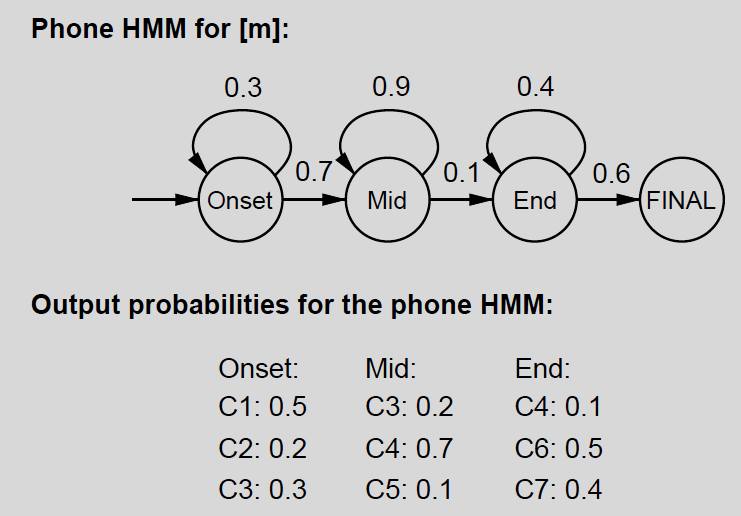 Phone HMM for [m]:
0.3 0.9 0.4
0.7 0.1 0.6
Onset Mid End FINAL
Output probabilities for the phone HMM:
Onset: Mid: End:
C1: 0.5 C3: 0.2 C4: 0.1
C2: 0.2 C4: 0.7 C6: 0.5
C3: 0.3 C5: 0.1 C7: 0.4